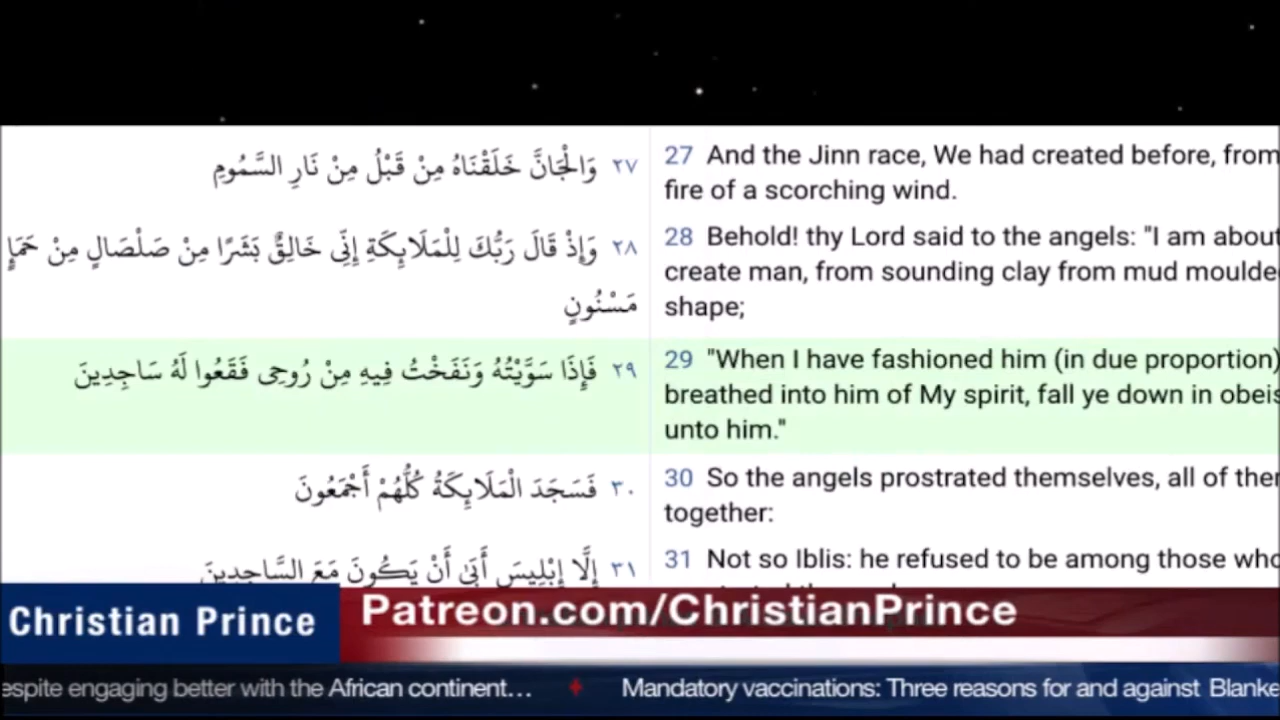 ٢٧ وَالْجَانَّ خَلَقْنَاهُ مِنْ قَبْلُ مِنْ نَارِ السَّمُومِ
27 And the Jinn race, We had created before, from
fire of a scorching wind.
٢٨ وَإِذْ قَالَ رَبُّكَ لِلْمَلَائِكَةِ إِنِّي خَالِقٌ بَشَرًا مِنْ صَلْصَالٍ مِنْ حَمَإٍ
مَسْنُونٍ
28 Behold! thy Lord said to the angels: "I am about
create man, from sounding clay from mud moulde
shape;
٢٩ فَإِذَا سَوَّيْتُهُ وَنَفَخْتُ فِيهِ مِنْ رُوحِي فَقَعُوا لَهُ سَاجِدِينَ
29 "When I have fashioned him (in due proportion)
breathed into him of My spirit, fall ye down in obeis
unto him."
٣٠ فَسَجَدَ الْمَلَائِكَةُ كُلُّهُمْ أَجْمَعُونَ
30 So the angels prostrated themselves, all of the
together:
٣١ إِلَّا إِبْلِيسَ أَبَىٰ أَنْ يَكُونَ مَعَ السَّاجِدِينَ
31 Not so Iblis: he refused to be among those who
Christian Prince
Patreon.com/ChristianPrince
espite engaging better with the African continent... Mandatory vaccinations: Three reasons for and against Blanke